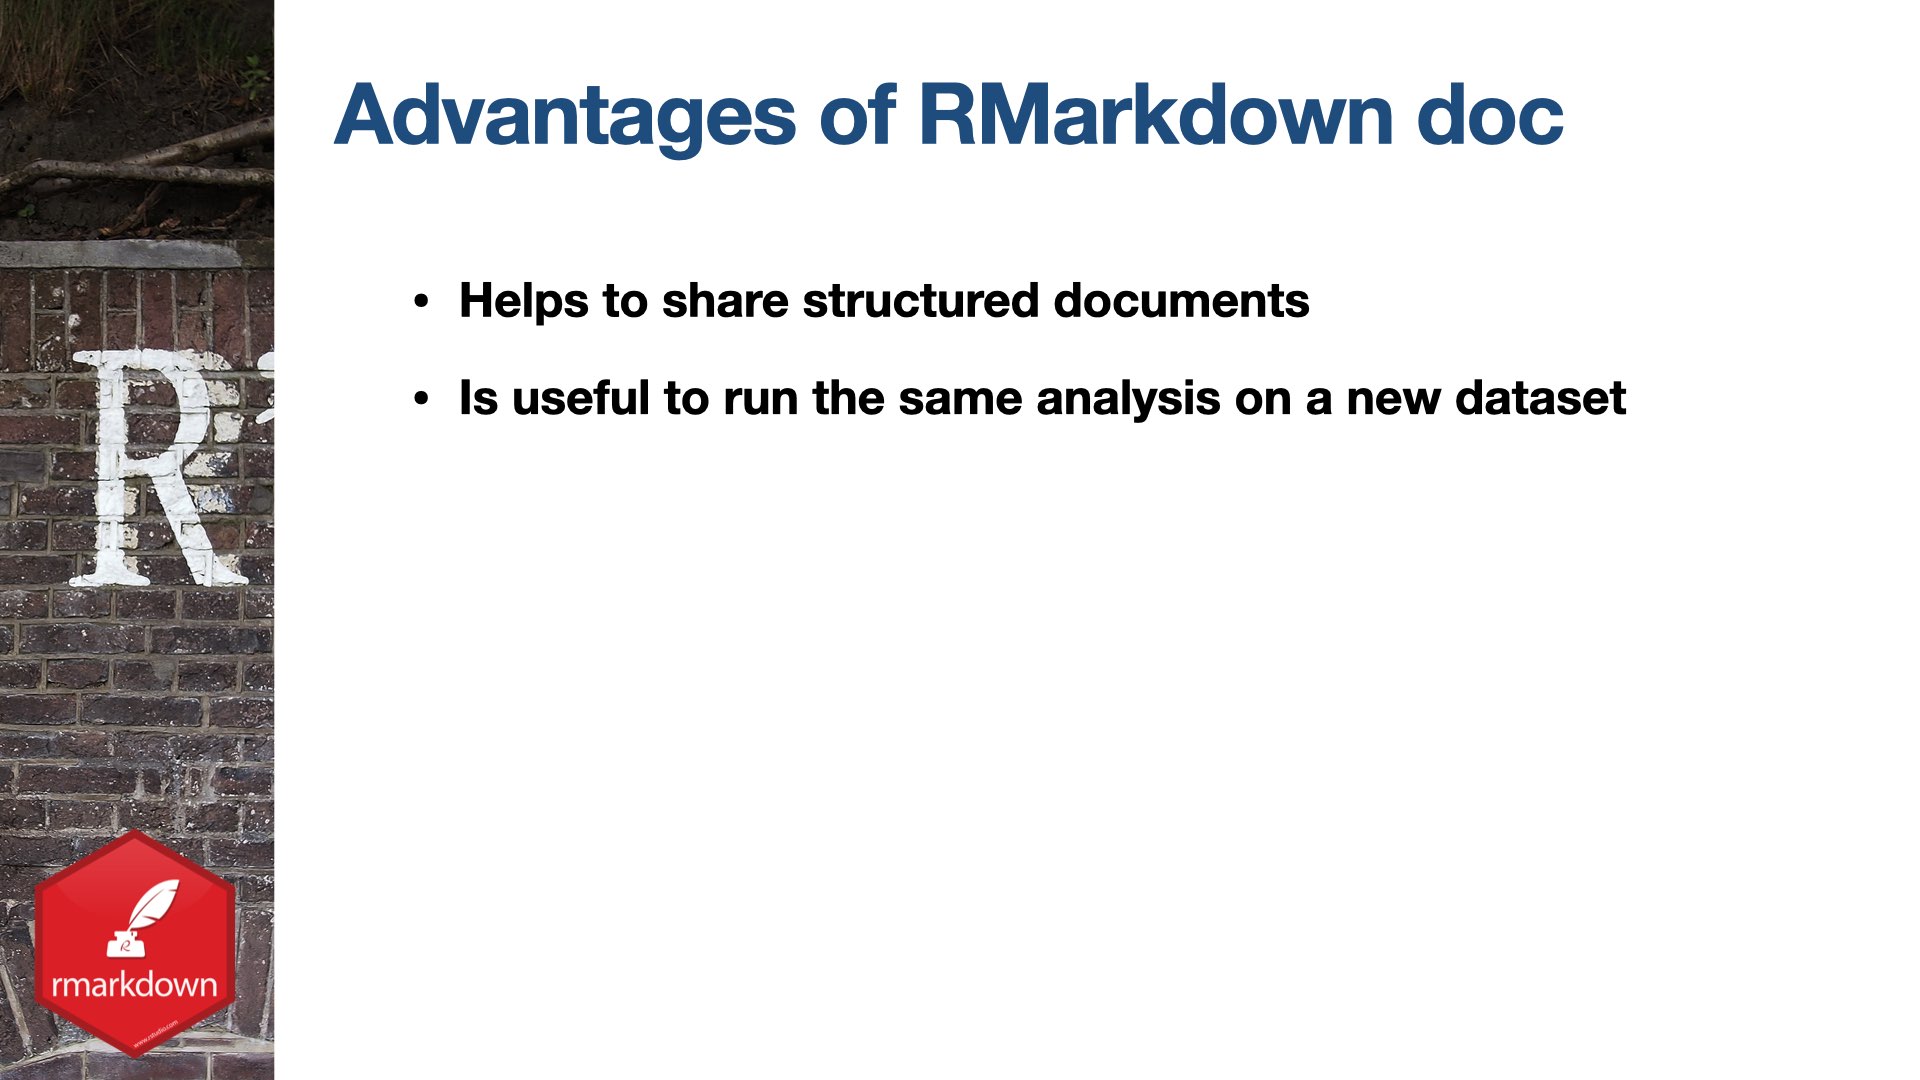 Advantages of RMarkdown doc
• Helps to share structured documents
• Is useful to run the same analysis on a new dataset
R
R
rmarkdown
www.rstudio.com